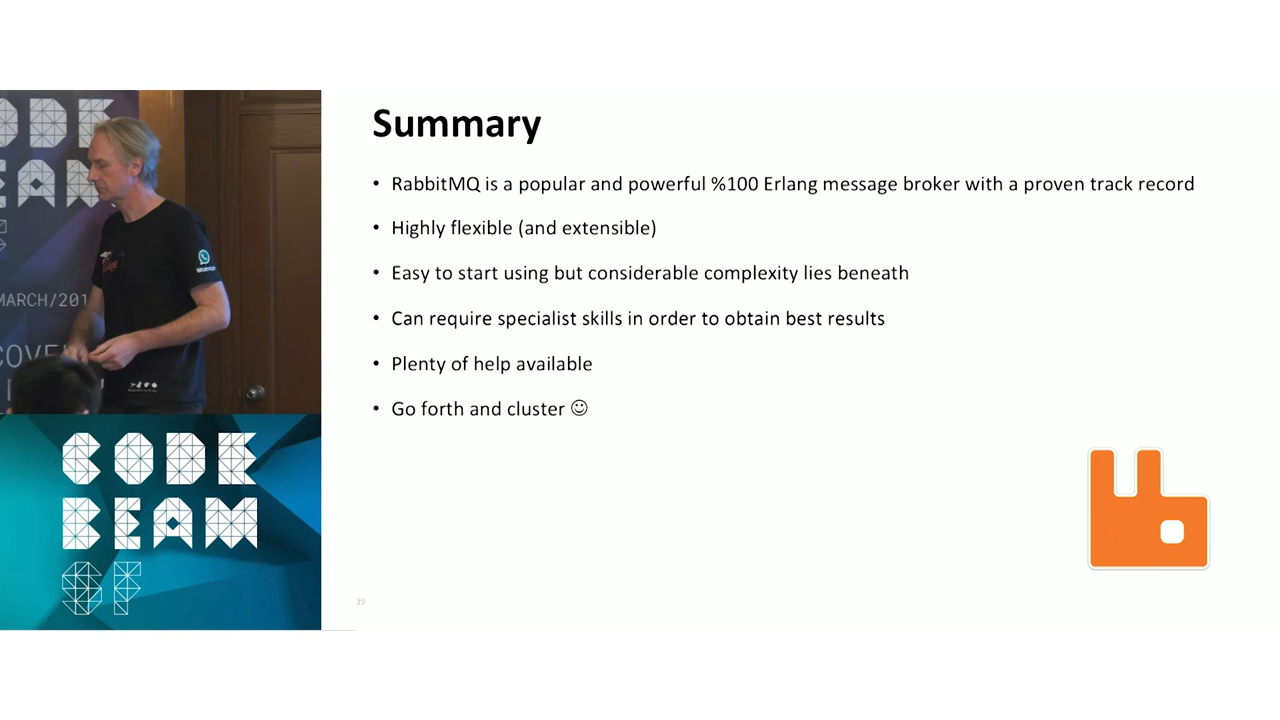 Summary
• RabbitMQ is a popular and powerful %100 Erlang message broker with a proven track record
• Highly flexible (and extensible)
• Easy to start using but considerable complexity lies beneath
• Can require specialist skills in order to obtain best results
• Plenty of help available
• Go forth and cluster ☺
39
MARCH/201
CODE
BEAM
SF